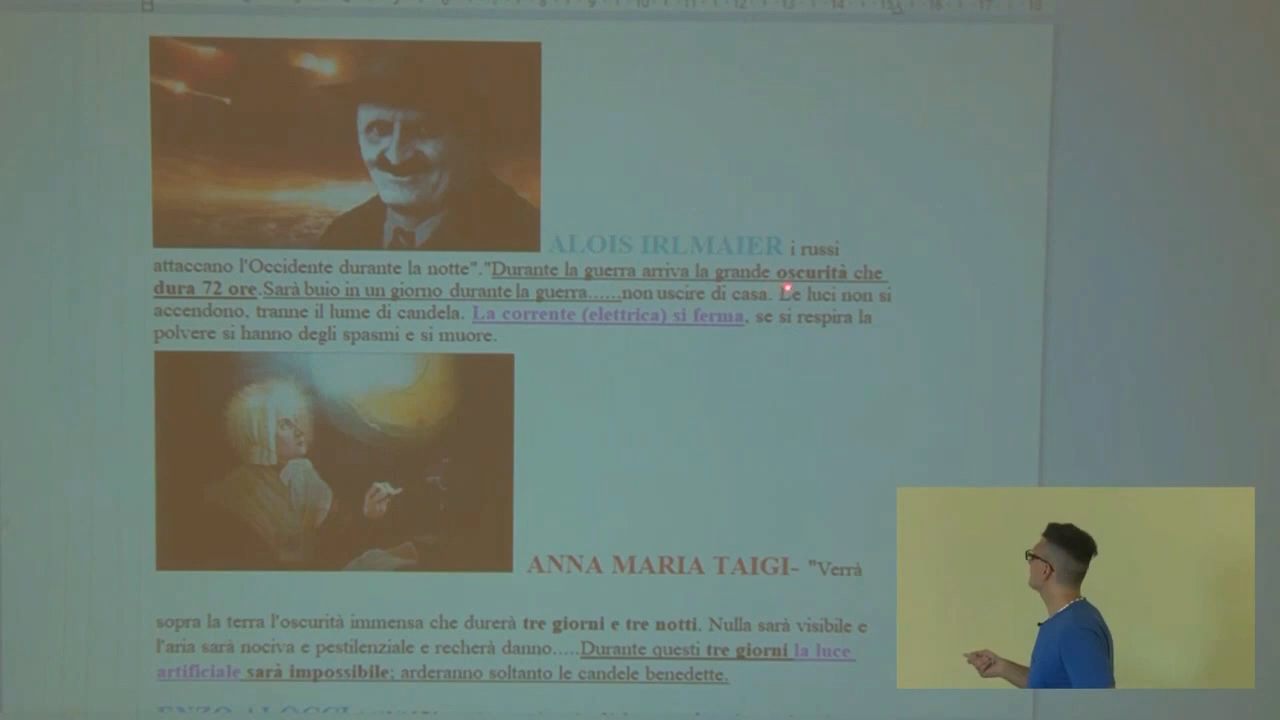 ALOIS IRLMAIER i russi
attaccano l'Occidente durante la notte"."Durante la guerra arriva la grande oscurità che
dura 72 ore.Sarà buio in un giorno durante la guerra......non uscire di casa. Le luci non si
accendono, tranne il lume di candela. La corrente (elettrica) si ferma, se si respira la
polvere si hanno degli spasmi e si muore.
ANNA MARIA TAIGI- "Verrà
sopra la terra l'oscurità immensa che durerà tre giorni e tre notti. Nulla sarà visibile e
l'aria sarà nociva e pestilenziale e recherà danno.....Durante questi tre giorni la luce
artificiale sarà impossibile; arderanno soltanto le candele benedette.